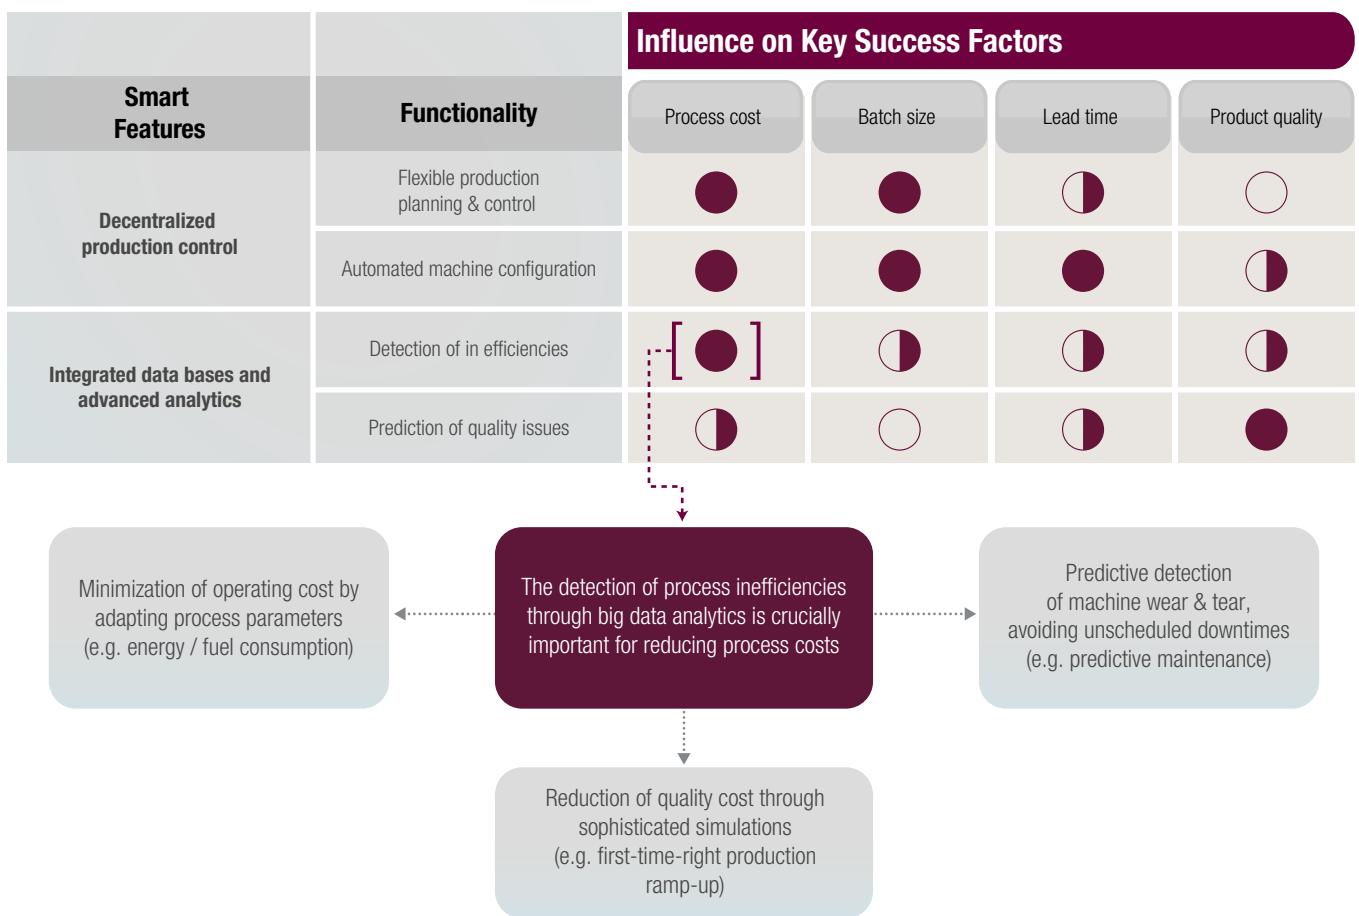 Influence on Key Success Factors
Smart
Features
Functionality
Process cost
Batch size
Lead time
Product quality
Decentralized
production control
Flexible production
planning & control
Automated machine configuration
Integrated data bases and
advanced analytics
Detection of in efficiencies
Prediction of quality issues
Minimization of operating cost by
adapting process parameters
(e.g. energy / fuel consumption)
The detection of process inefficiencies
through big data analytics is crucially
important for reducing process costs
Predictive detection
of machine wear & tear,
avoiding unscheduled downtimes
(e.g. predictive maintenance)
Reduction of quality cost through
sophisticated simulations
(e.g. first-time-right production
ramp-up)